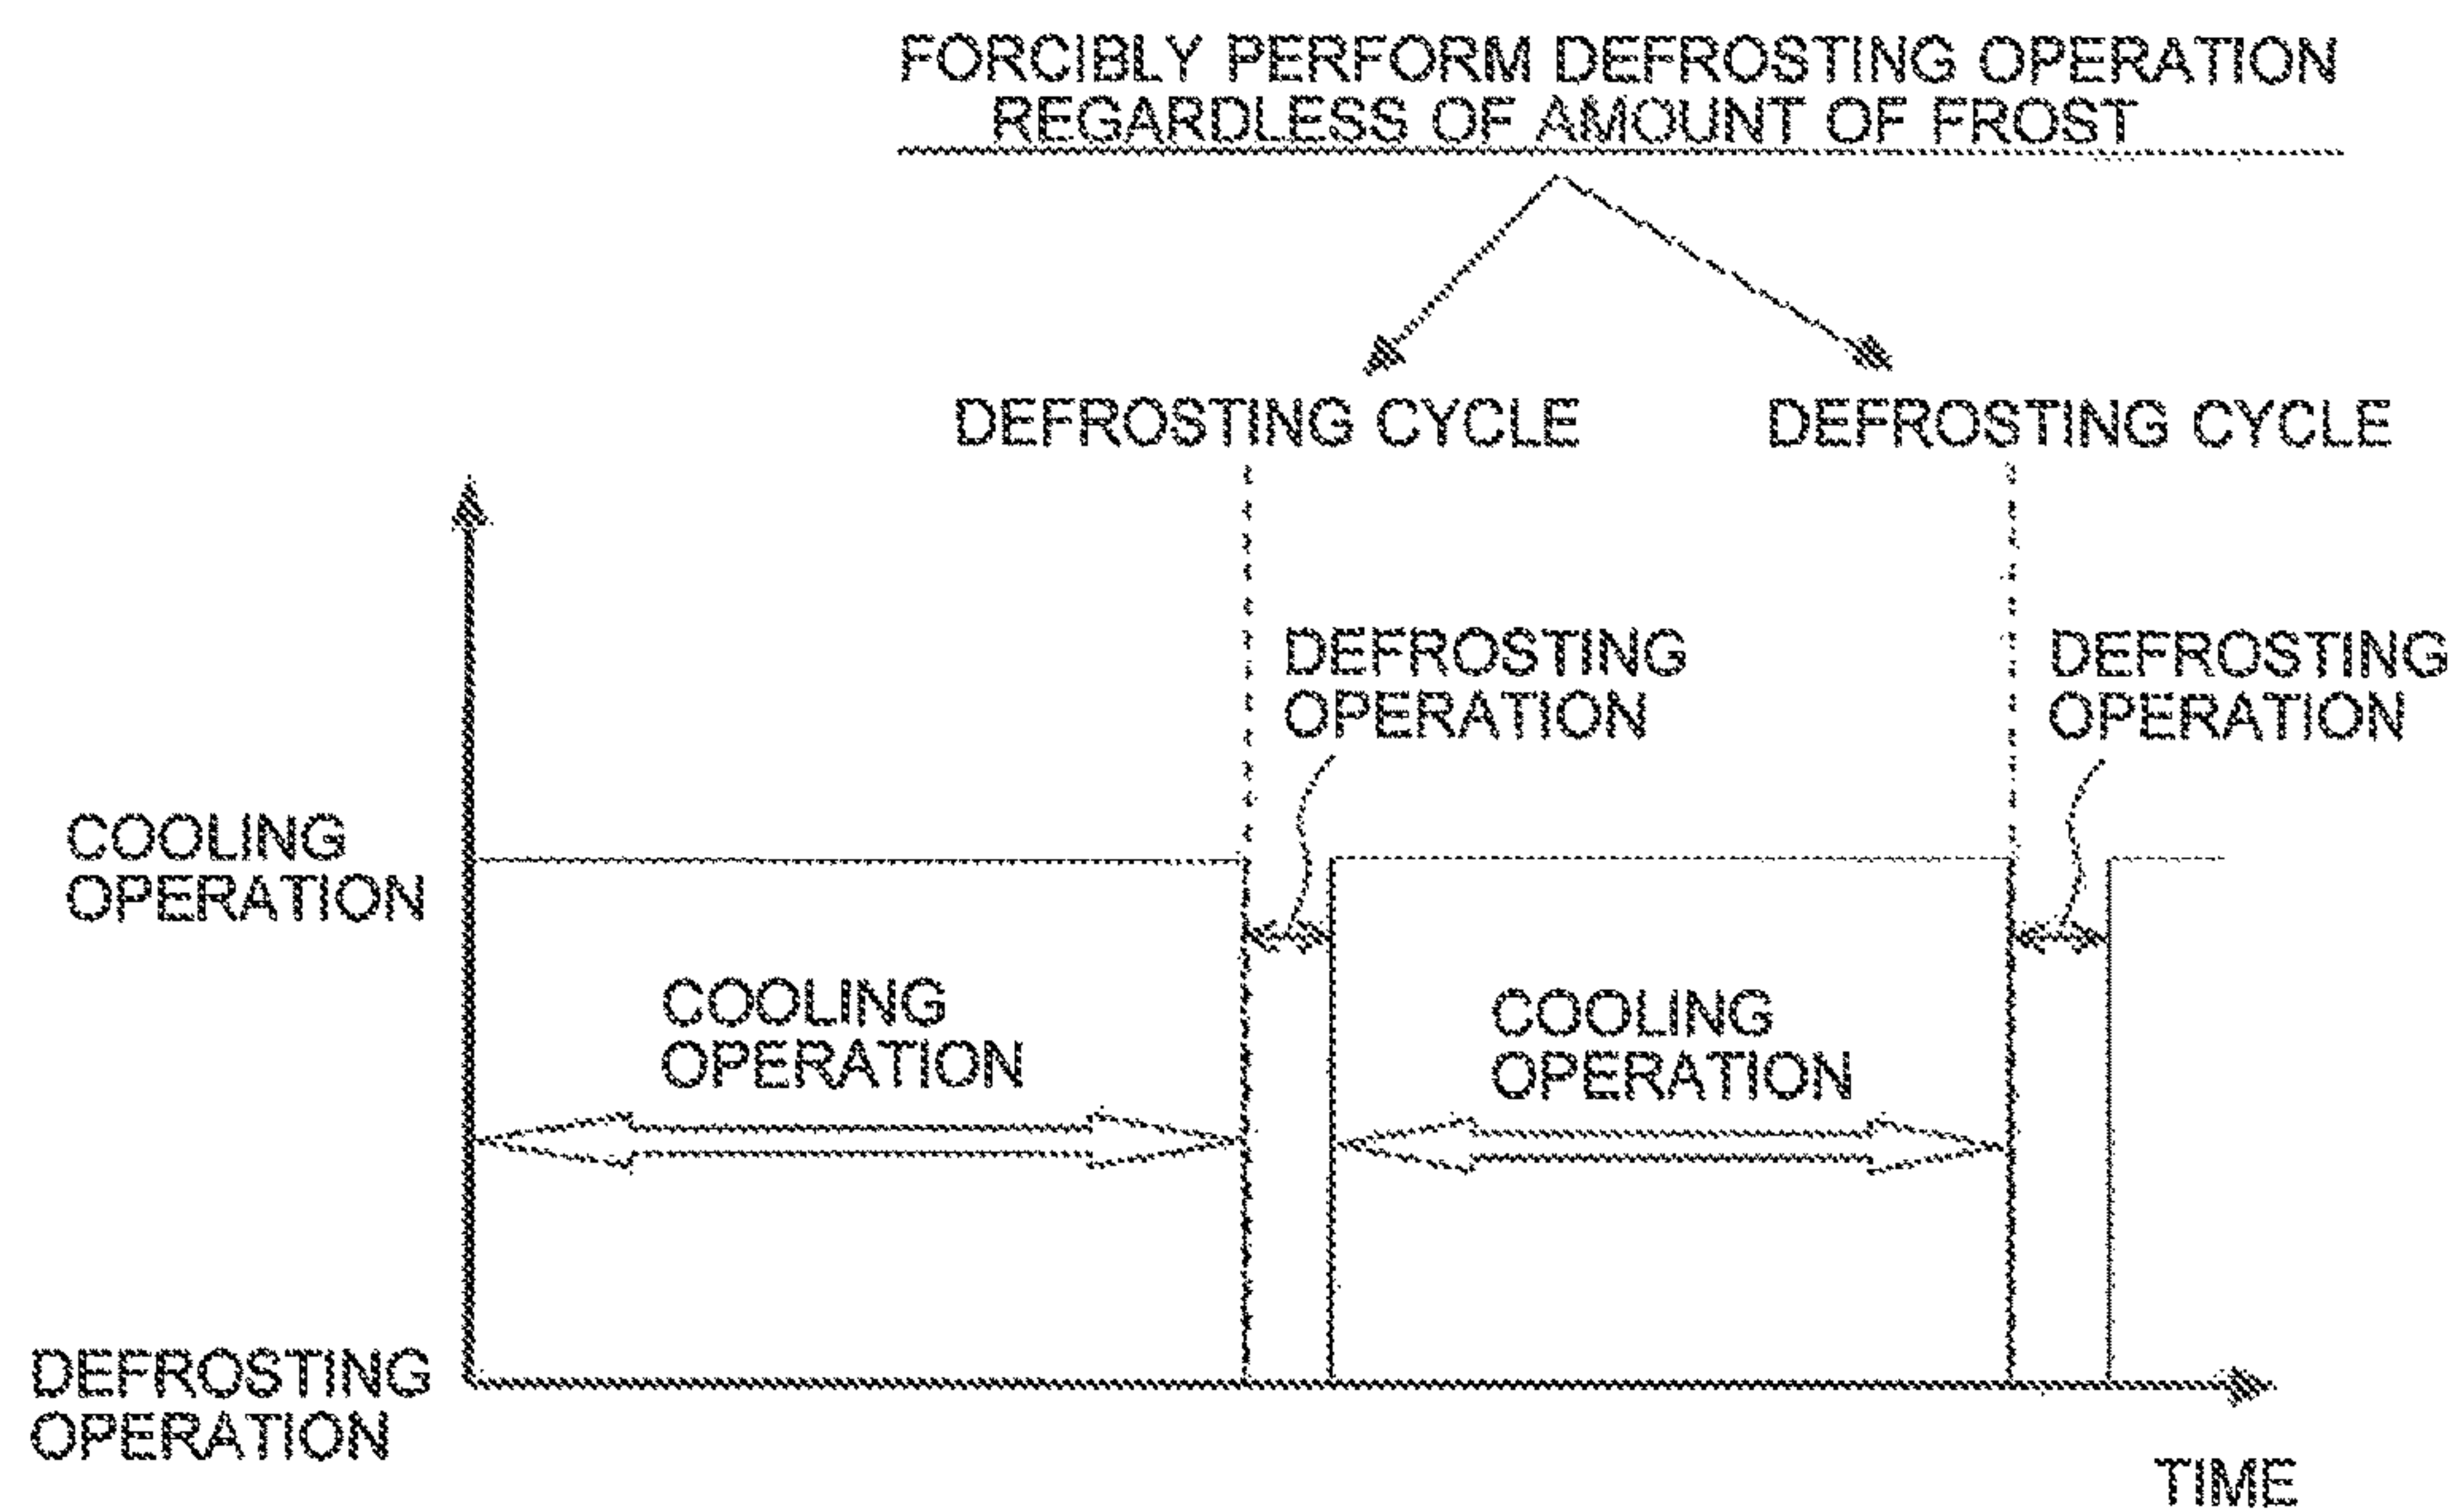 FORCIBLY PERFORM DEFROSTING OPERATION
REGARDLESS OF AMOUNT OF FROST
DEFROSTING CYCLE
DEFROSTING CYCLE
DEFROSTING
OPERATION
DEFROSTING
OPERATION
COOLING
OPERATION
COOLING
OPERATION
COOLING
OPERATION
DEFROSTING
OPERATION
TIME